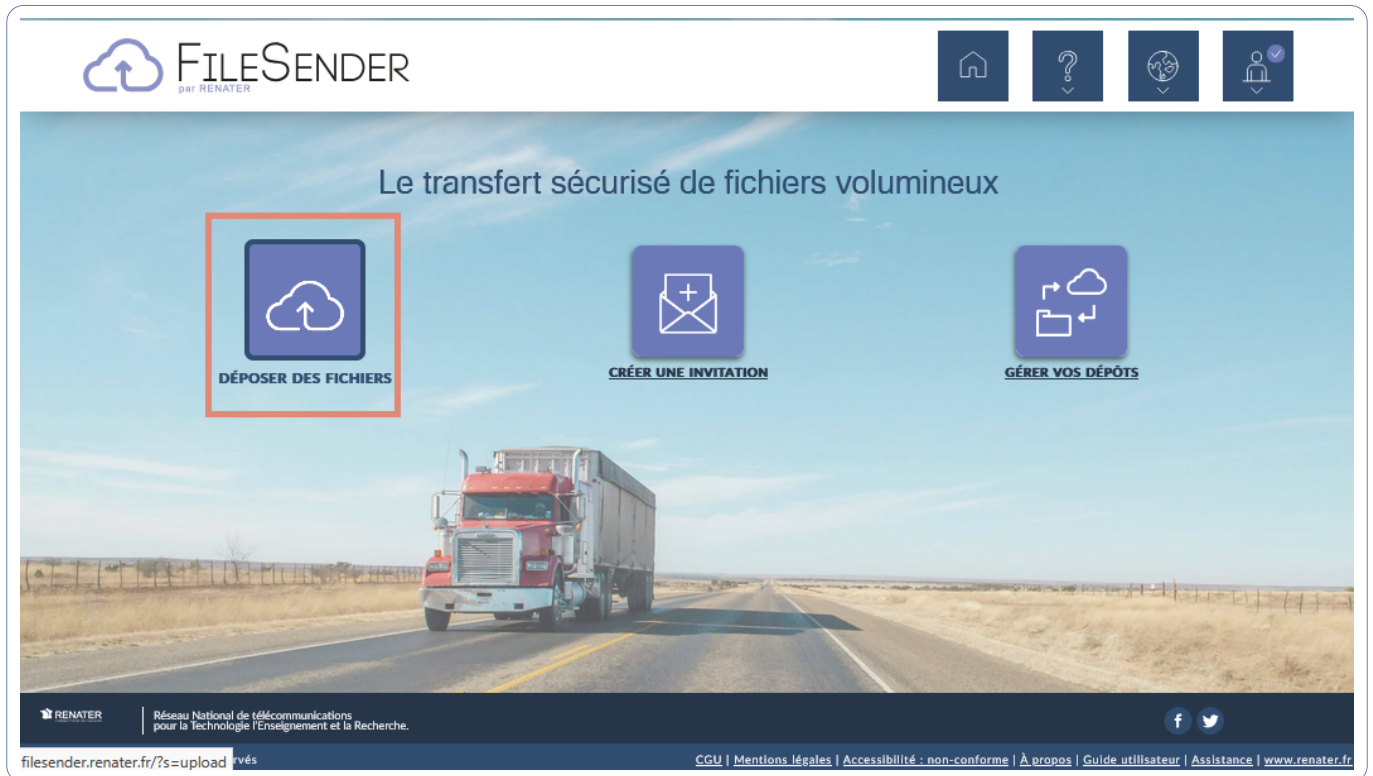 FILESENDER
par RENATER
Le transfert sécurisé de fichiers volumineux
DÉPOSER DES FICHIERS
CRÉER UNE INVITATION
GÉRER VOS DÉPÔTS
RENATER
Réseau National de télécommunications
pour la Technologie l'Enseignement et la Recherche.
filesender.renater.fr/?s=upload rvés
CGU | Mentions légales | Accessibilité : non-conforme | À propos | Guide utilisateur | Assistance | www.renater.fr